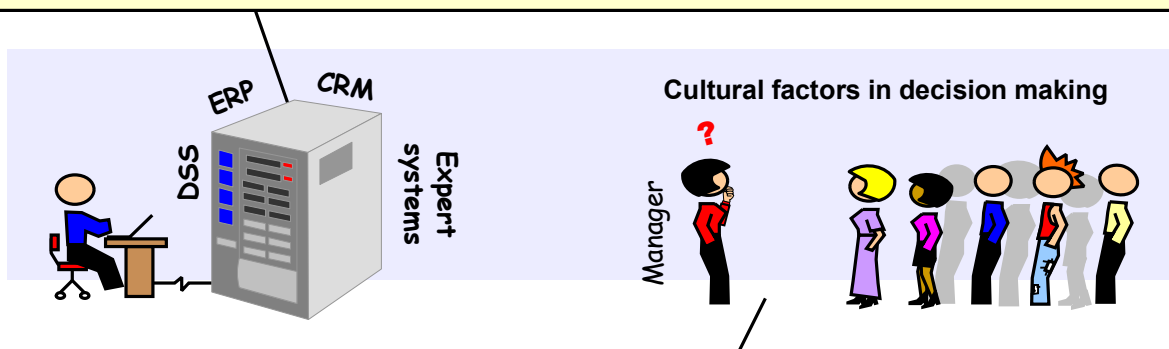 ERP
CRM
DSS
Expert
systems
Cultural factors in decision making
?
Manager